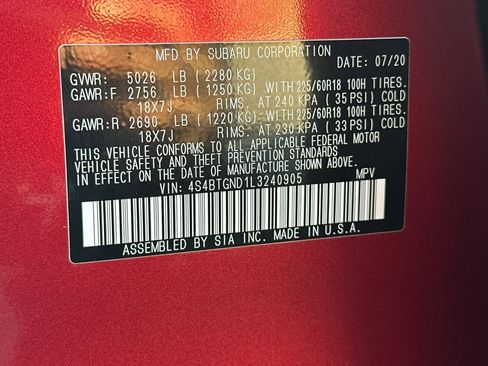 MFD BY SUBARU CORPORATION DATE: 07/20
GVWR: 5026 LB (2280 KG)
GAWR:F 2756 LB (1250 KG) WITH 225/60R18 100H TIRES.
18X7J RIMS. AT 240 KPA (35 PSI) COLD
GAWR:R 2690 LB (1220 KG) WITH 225/60R18 100H TIRES.
18X7J RIMS. AT 230 KPA (33 PSI) COLD
THIS VEHICLE CONFORMS TO ALL APPLICABLE FEDERAL MOTOR
VEHICLE SAFETY AND THEFT PREVENTION STANDARDS
IN EFFECT ON THE DATE OF MANUFACTURE SHOWN ABOVE.
VIN: 4S4BTGND1L3240905 MPV
ASSEMBLED BY SIA INC. MADE IN U.S.A.